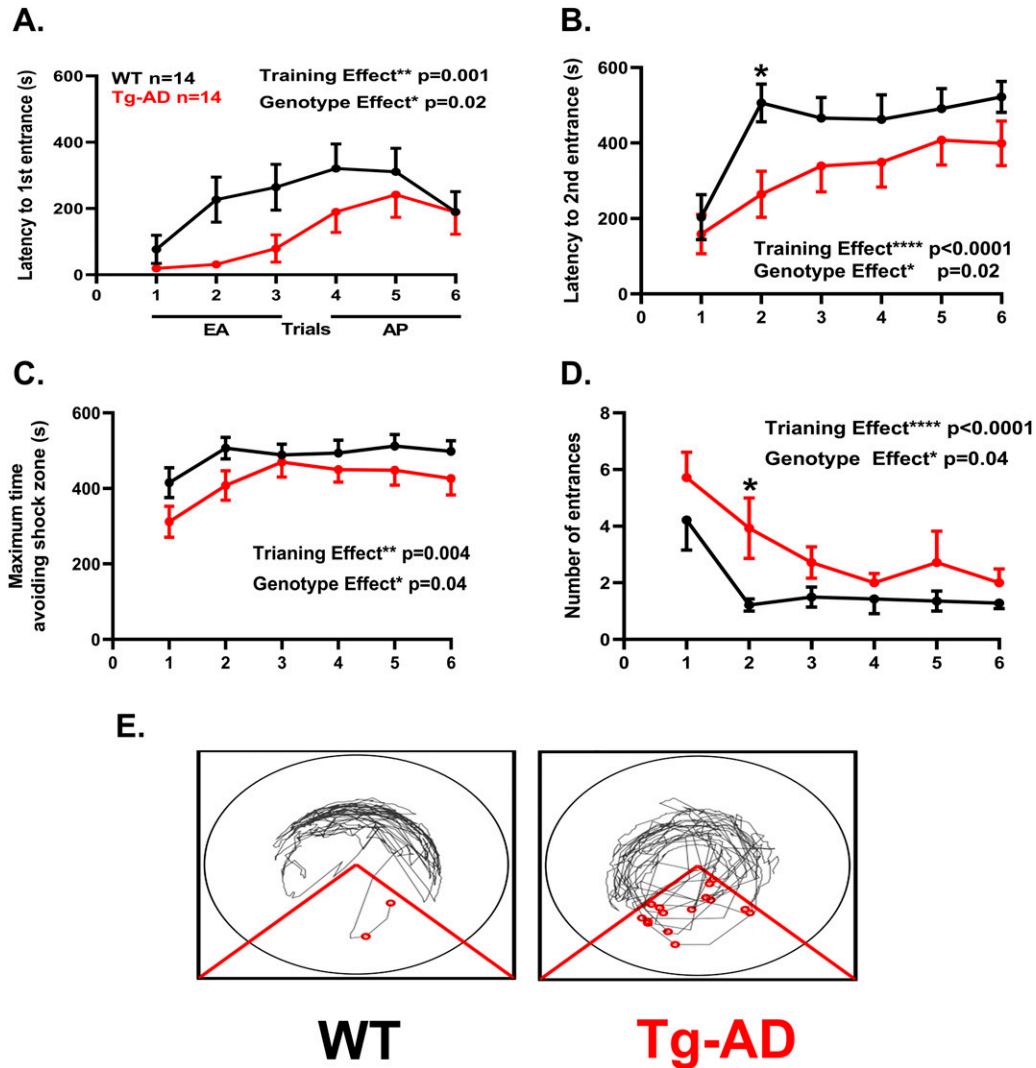 A.
Latency to 1st entrance (s)
600
400
200
0
WT n=14
Tg-AD n=14
Training Effect** p=0.001
Genotype Effect* p=0.02
0 1 2 3 4 5 6
EA Trials AP
B.
Latency to 2nd entrance (s)
600
400
200
0
*
Training Effect**** p<0.0001
Genotype Effect* p=0.02
0 1 2 3 4 5 6
C.
Maximum time
avoiding shock zone (s)
600
400
200
0
Trianing Effect** p=0.004
Genotype Effect* p=0.04
0 1 2 3 4 5 6
D.
Number of entrances
8
6
4
2
0
Trianing Effect**** p<0.0001
Genotype Effect* p=0.04
*
0 1 2 3 4 5 6
E.
WT
Tg-AD